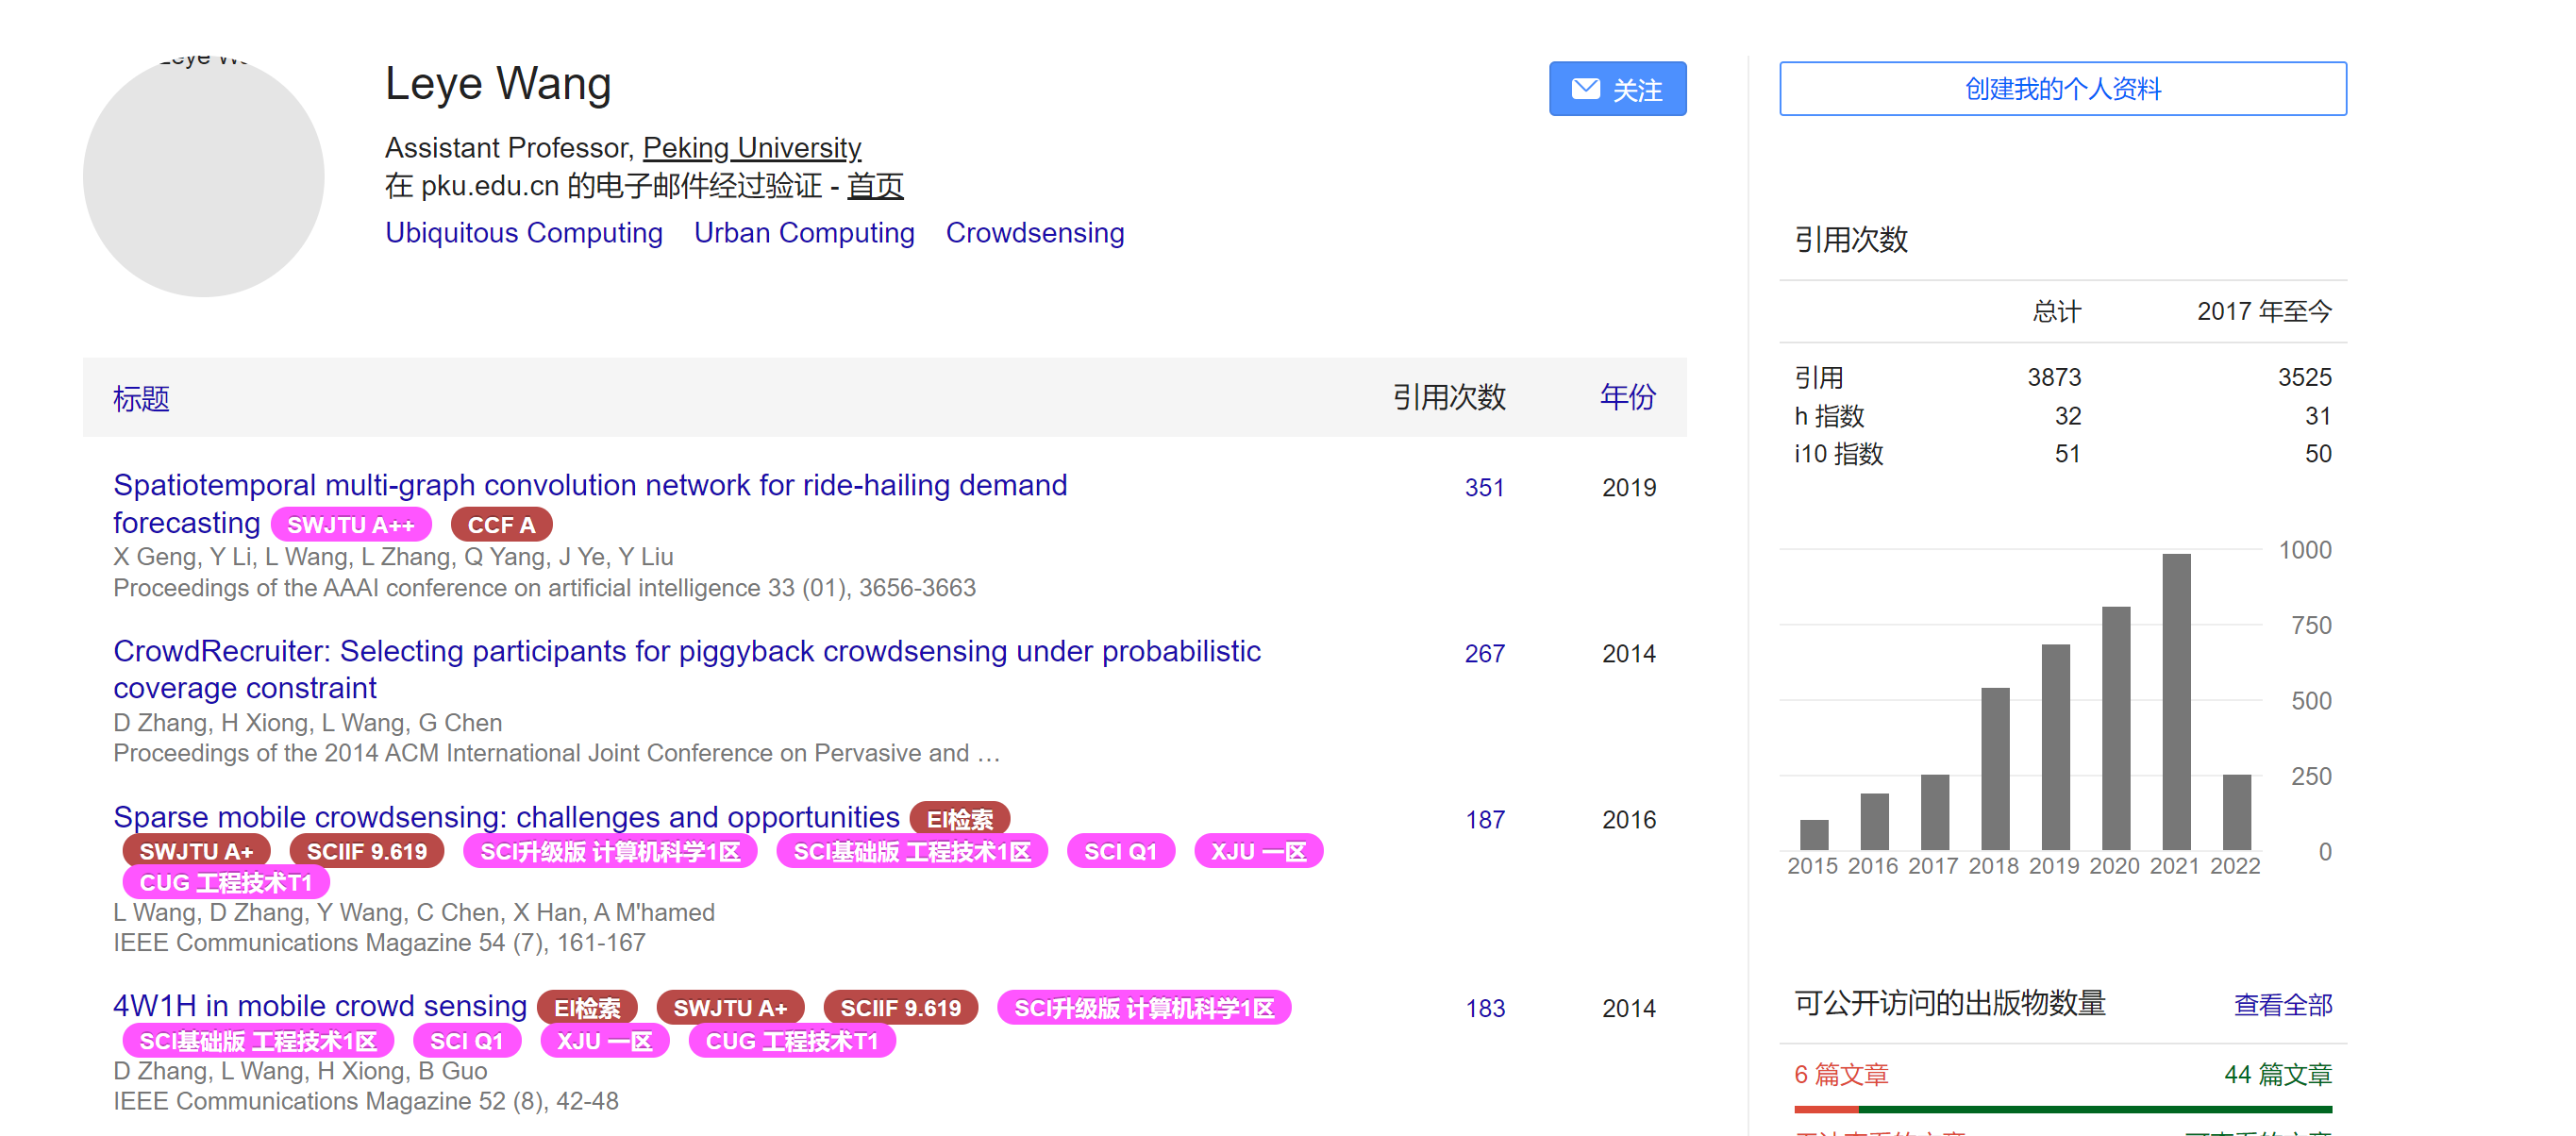 Leye Wang
Leye Wang
关注
Assistant Professor, Peking University
在 pku.edu.cn 的电子邮件经过验证 - 首页
Ubiquitous Computing Urban Computing Crowdsensing
标题 引用次数 年份
Spatiotemporal multi-graph convolution network for ride-hailing demand 351 2019
forecasting SWJTU A++ CCF A
X Geng, Y Li, L Wang, L Zhang, Q Yang, J Ye, Y Liu
Proceedings of the AAAI conference on artificial intelligence 33 (01), 3656-3663
CrowdRecruiter: Selecting participants for piggyback crowdsensing under probabilistic 267 2014
coverage constraint
D Zhang, H Xiong, L Wang, G Chen
Proceedings of the 2014 ACM International Joint Conference on Pervasive and …
Sparse mobile crowdsensing: challenges and opportunities EI检索 187 2016
SWJTU A+ SCIIF 9.619 SCI升级版 计算机科学1区 SCI基础版 工程技术1区 SCI Q1 XJU 一区
CUG 工程技术T1
L Wang, D Zhang, Y Wang, C Chen, X Han, A M'hamed
IEEE Communications Magazine 54 (7), 161-167
4W1H in mobile crowd sensing EI检索 SWJTU A+ SCIIF 9.619 SCI升级版 计算机科学1区 183 2014
SCI基础版 工程技术1区 SCI Q1 XJU 一区 CUG 工程技术T1
D Zhang, L Wang, H Xiong, B Guo
IEEE Communications Magazine 52 (8), 42-48
创建我的个人资料
引用次数
总计 2017 年至今
引用 3873 3525
h 指数 32 31
i10 指数 51 50
1000
750
500
250
0
2015 2016 2017 2018 2019 2020 2021 2022
可公开访问的出版物数量 查看全部
6 篇文章 44 篇文章